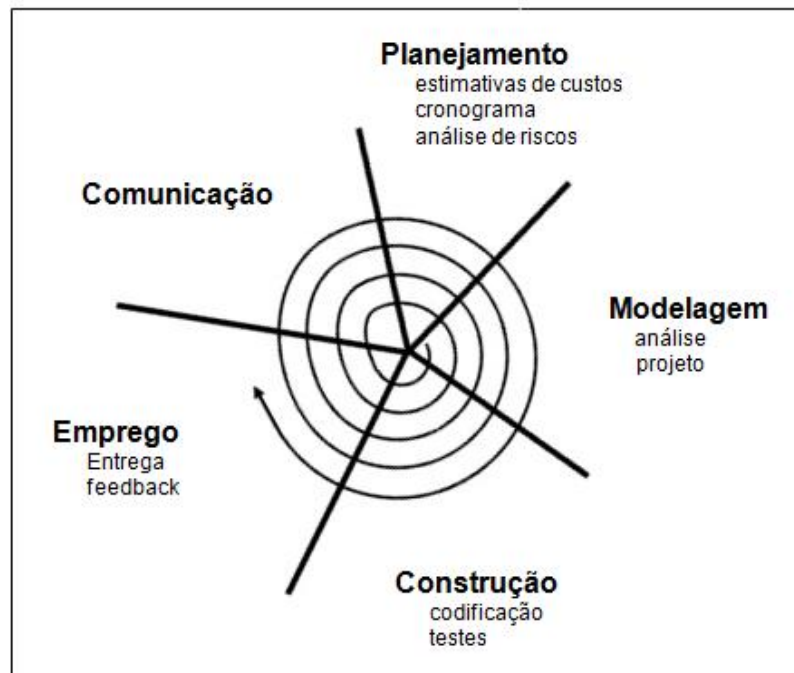 Planejamento
estimativas de custos
cronograma
análise de riscos
Comunicação
Modelagem
análise
projeto
Emprego
Entrega
feedback
Construção
codificação
testes